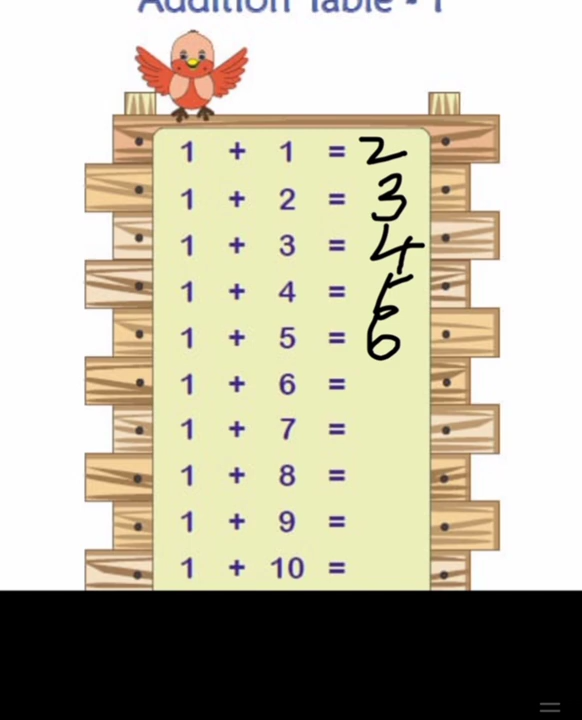 Addition Table - 1
1 + 1 = 2
1 + 2 = 3
1 + 3 = 4
1 + 4 = 5
1 + 5 = 6
1 + 6 =
1 + 7 =
1 + 8 =
1 + 9 =
1 + 10 =